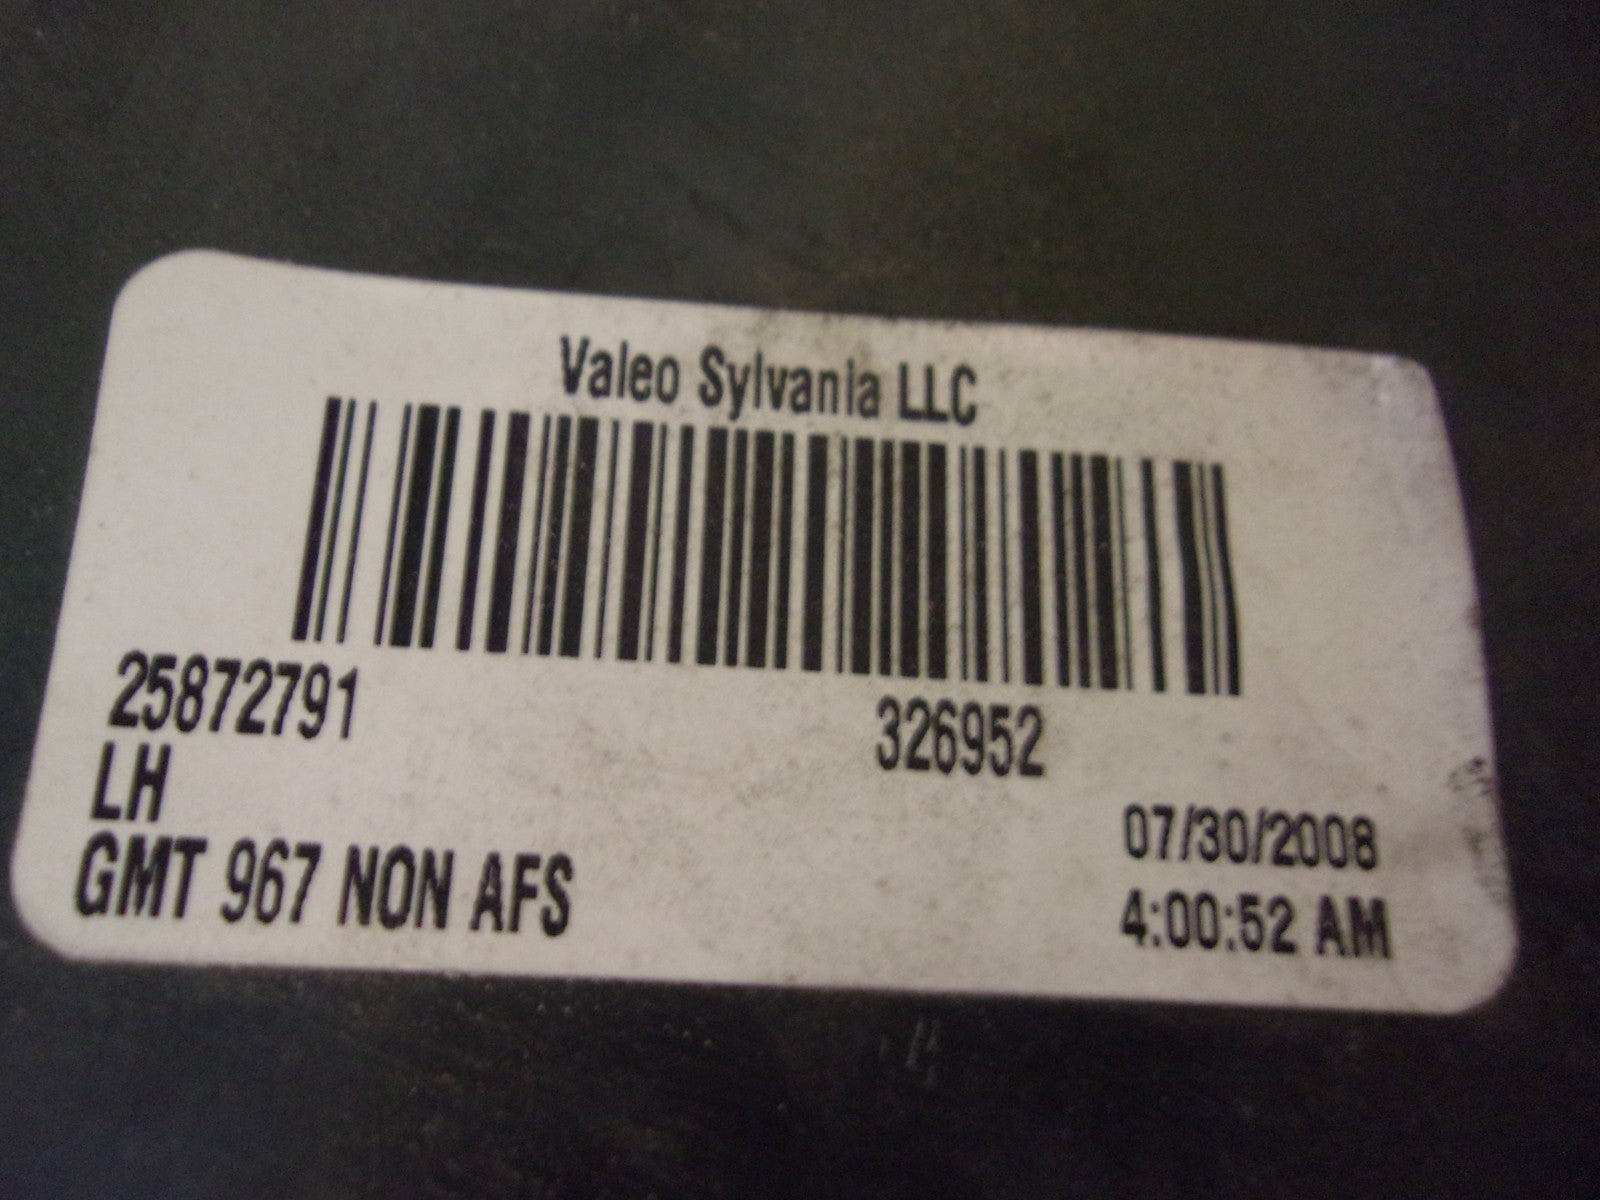 Valeo Sylvania LLC
25872791
326952
LH
07/30/2008
GMT 967 NON AFS
4:00:52 AM